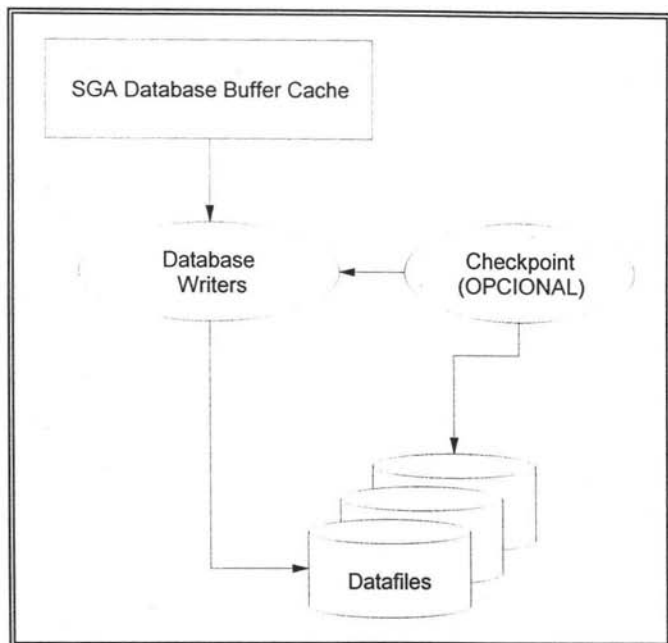 SGA Database Buffer Cache
Database
Writers
Checkpoint
(OPCIONAL)
Datafiles